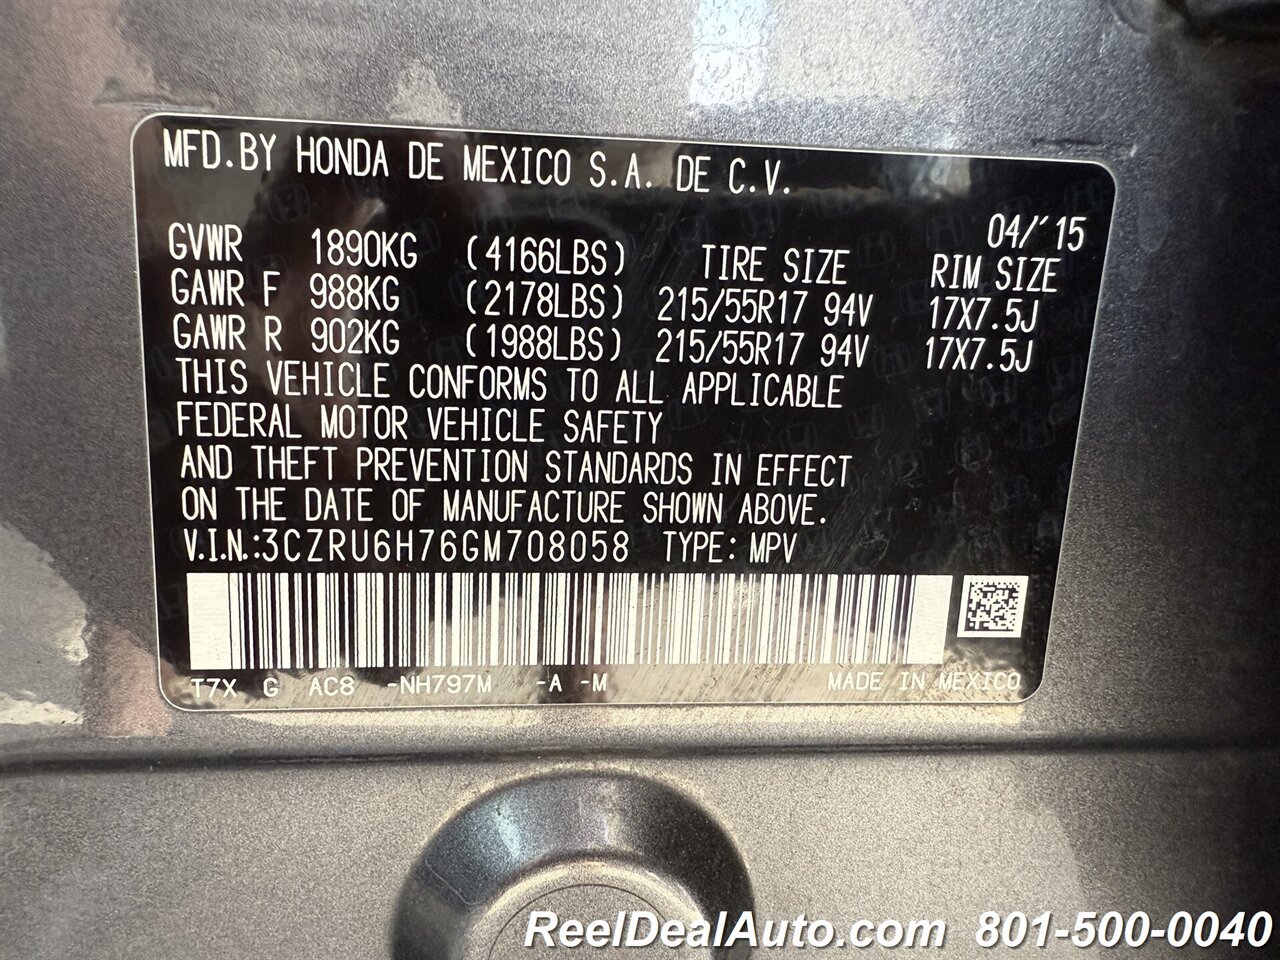 MFD.BY HONDA DE MEXICO S.A. DE C.V.
04/'15
GVWR 1890KG (4166LBS) TIRE SIZE RIM SIZE
GAWR F 988KG (2178LBS) 215/55R17 94V 17X7.5J
GAWR R 902KG (1988LBS) 215/55R17 94V 17X7.5J
THIS VEHICLE CONFORMS TO ALL APPLICABLE
FEDERAL MOTOR VEHICLE SAFETY
AND THEFT PREVENTION STANDARDS IN EFFECT
ON THE DATE OF MANUFACTURE SHOWN ABOVE.
V.I.N.:3CZRU6H76GM708058 TYPE: MPV
T7X G AC8 -NH797M -A -M MADE IN MEXICO
ReelDealAuto.com 801-500-0040